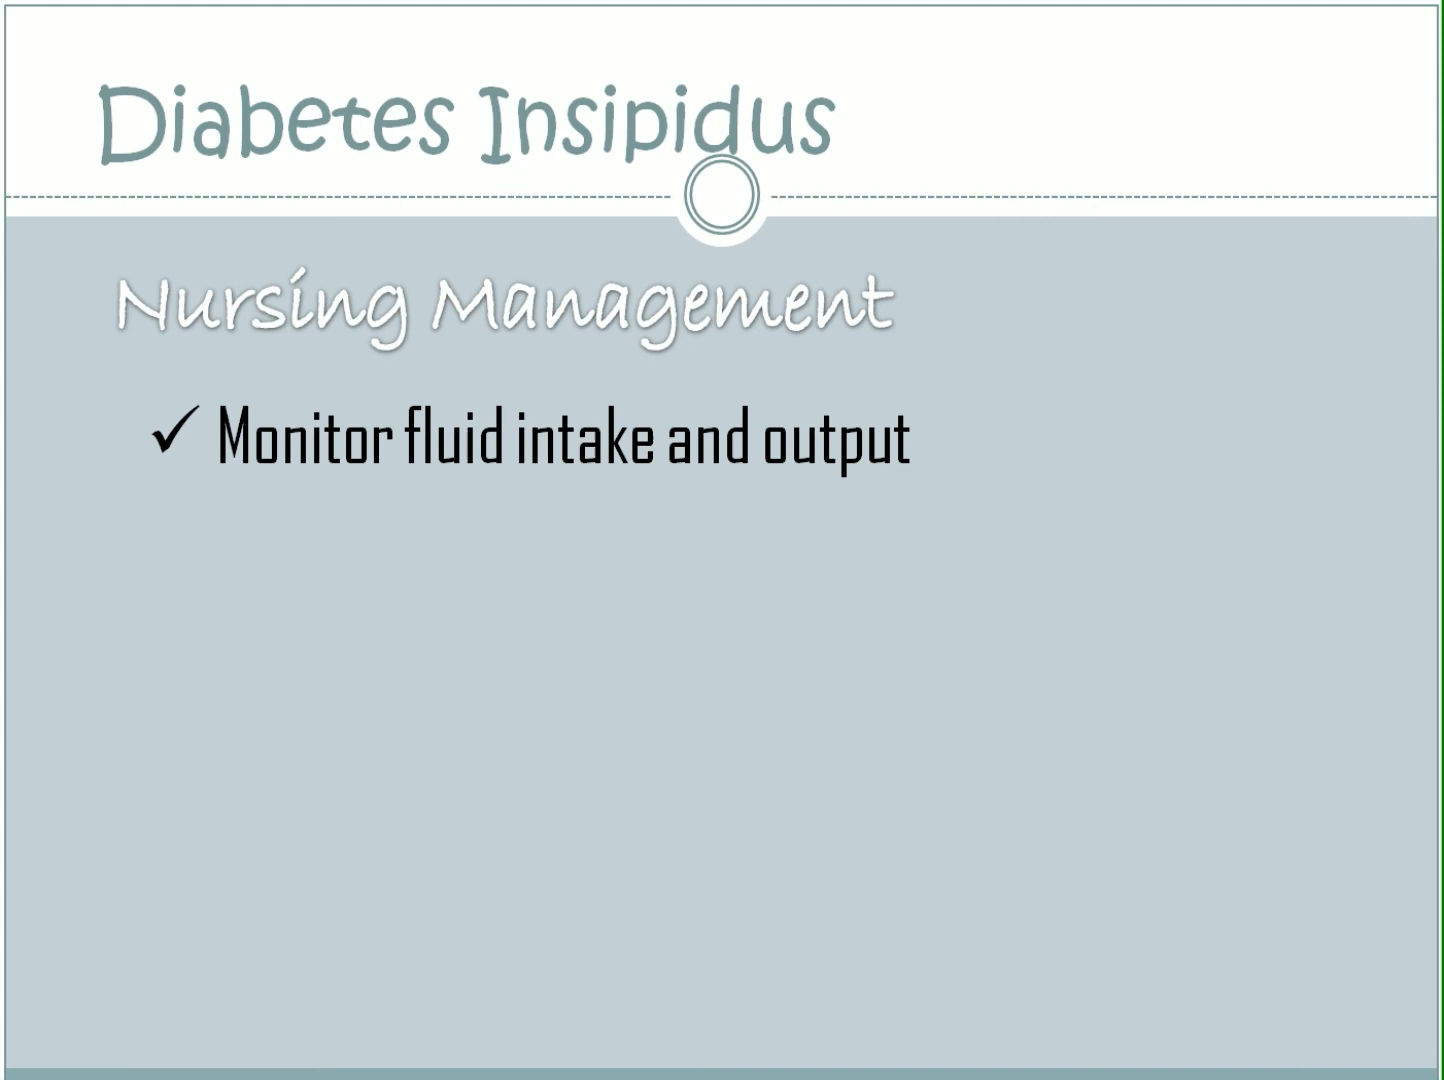 Diabetes Insipidus
Nursing Management
✓ Monitor fluid intake and output